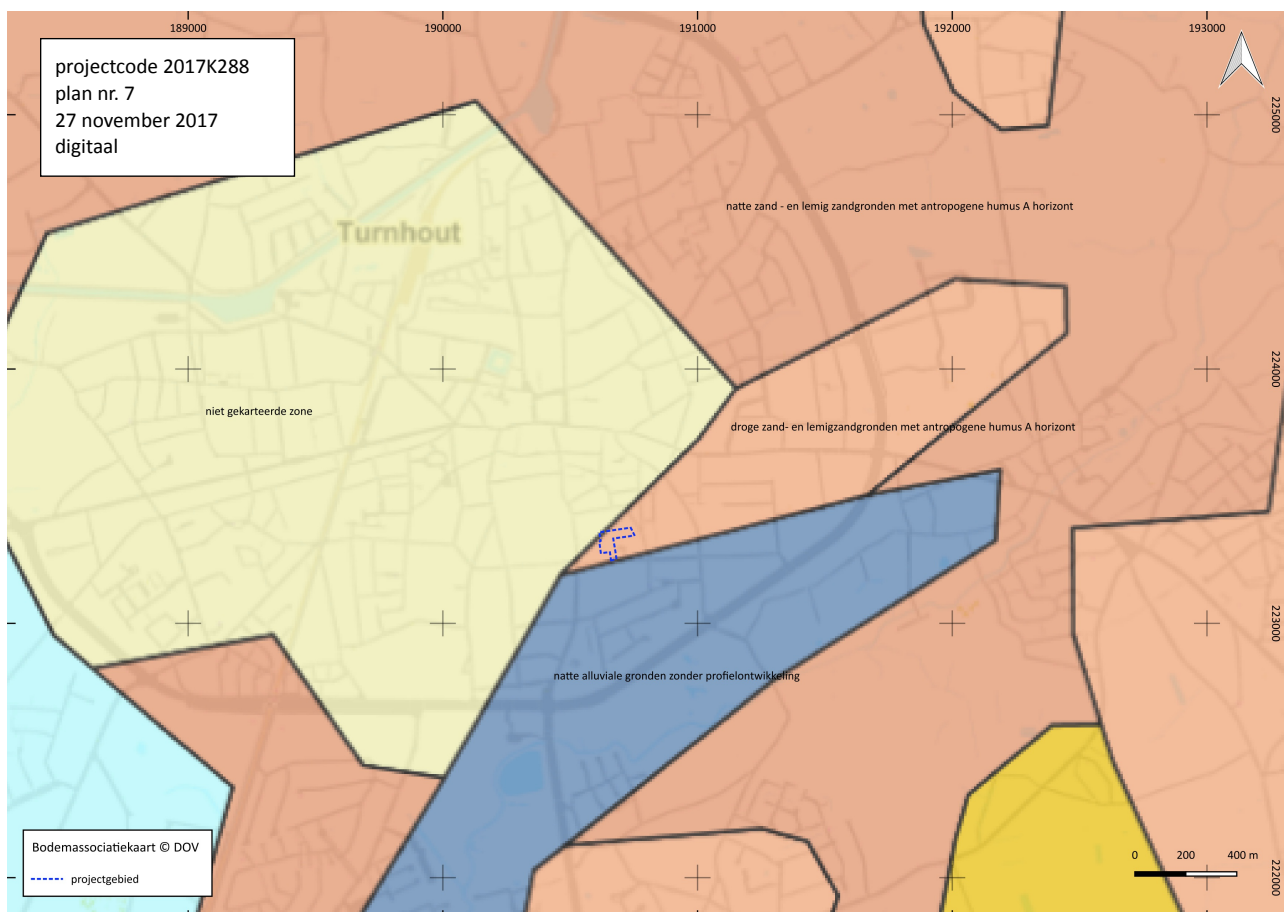 189000
190000
191000
192000
193000
projectcode 2017K288
plan nr. 7
27 november 2017
digitaal
225000
natte zand - en lemig zandgronden met antropogene humus A horizont
Turnhout
224000
niet gekarteerde zone
droge zand- en lemigzandgronden met antropogene humus A horizont
223000
natte alluviale gronden zonder profielontwikkeling
Bodemassociatiekaart © DOV
projectgebied
0 200 400 m
222000